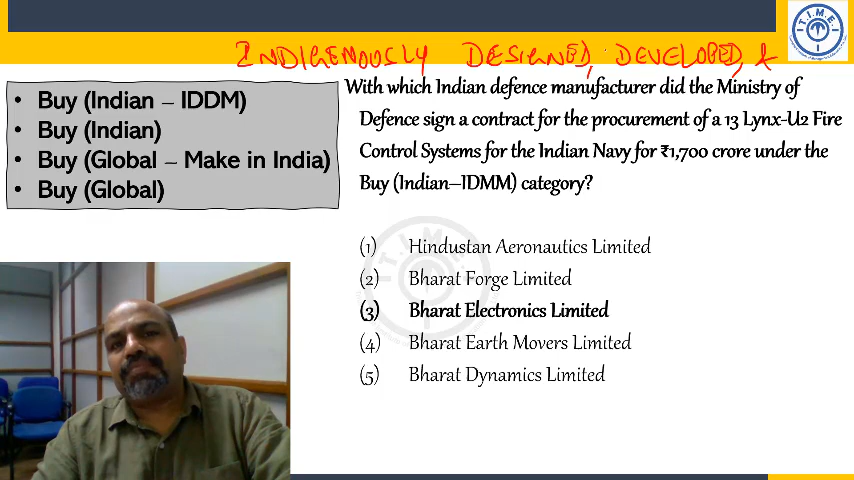 T.I.M.E.
INDIGENOUSLY DESIGNED, DEVELOPED, &
• Buy (Indian – IDDM)
• Buy (Indian)
• Buy (Global – Make in India)
• Buy (Global)
With which Indian defence manufacturer did the Ministry of
Defence sign a contract for the procurement of a 13 Lynx-U2 Fire
Control Systems for the Indian Navy for ₹1,700 crore under the
Buy (Indian–IDMM) category?
(1) Hindustan Aeronautics Limited
(2) Bharat Forge Limited
(3) Bharat Electronics Limited
(4) Bharat Earth Movers Limited
(5) Bharat Dynamics Limited